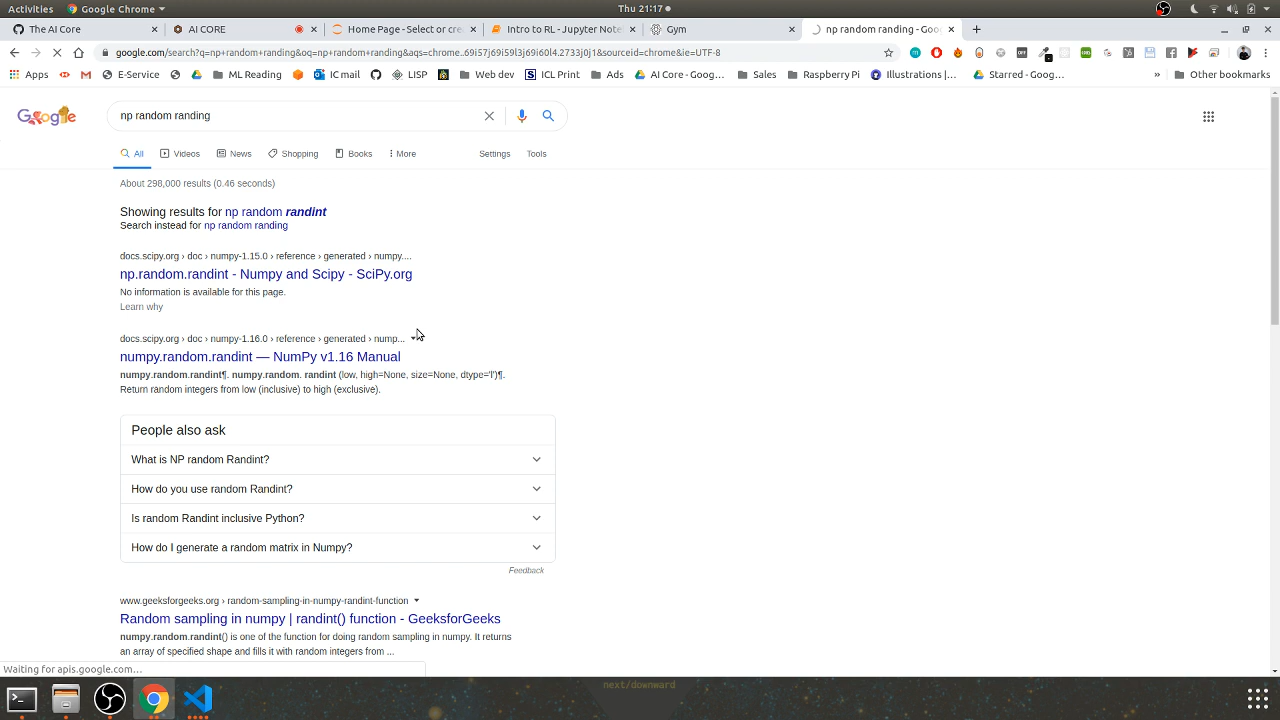 Activities
Google Chrome
Thu 21:17
The AI Core
AI CORE
Home Page - Select or cre
Intro to RL - Jupyter Note
Gym
np random randing - Goo
google.com/search?q=np+random+randing&oq=np+random+randing&aqs=chrome..69i57j69i59l3j69i60l4.2733j0j1&sourceid=chrome&ie=UTF-8
Apps
E-Service
ML Reading
IC mail
LISP
Web dev
ICL Print
Ads
AI Core - Goog...
Sales
Raspberry Pi
Illustrations |...
Starred - Goog...
»
Other bookmarks
Google
np random randing
All
Videos
News
Shopping
Books
More
Settings
Tools
About 298,000 results (0.46 seconds)
Showing results for np random randint
Search instead for np random randing
docs.scipy.org › doc › numpy-1.15.0 › reference › generated › numpy....
np.random.randint - Numpy and Scipy - SciPy.org
No information is available for this page.
Learn why
docs.scipy.org › doc › numpy-1.16.0 › reference › generated › nump...
numpy.random.randint — NumPy v1.16 Manual
numpy.random.randint¶. numpy.random. randint (low, high=None, size=None, dtype='l')¶.
Return random integers from low (inclusive) to high (exclusive).
People also ask
What is NP random Randint?
How do you use random Randint?
Is random Randint inclusive Python?
How do I generate a random matrix in Numpy?
Feedback
www.geeksforgeeks.org › random-sampling-in-numpy-randint-function
Random sampling in numpy | randint() function - GeeksforGeeks
numpy.random.randint() is one of the function for doing random sampling in numpy. It returns
an array of specified shape and fills it with random integers from ...
Waiting for apis.google.com...
next/downward